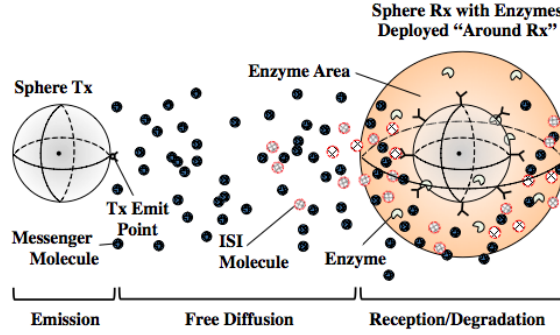 Sphere Rx with Enzymes
Deployed “Around Rx”
Sphere Tx
Enzyme Area
Tx Emit
Point
Messenger
Molecule
ISI
Molecule
Enzyme
Emission
Free Diffusion
Reception/Degradation